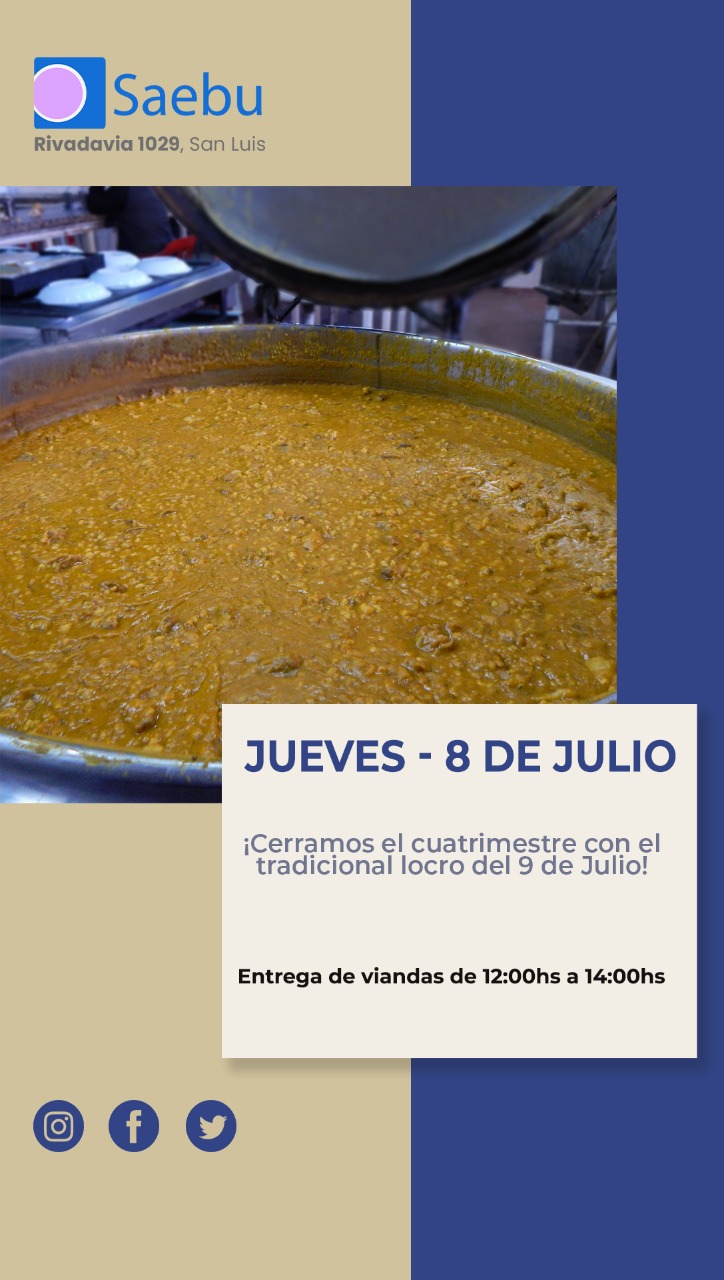 Saebu
Rivadavia 1029, San Luis
JUEVES - 8 DE JULIO
¡Cerramos el cuatrimestre con el
tradicional locro del 9 de Julio!
Entrega de viandas de 12:00hs a 14:00hs